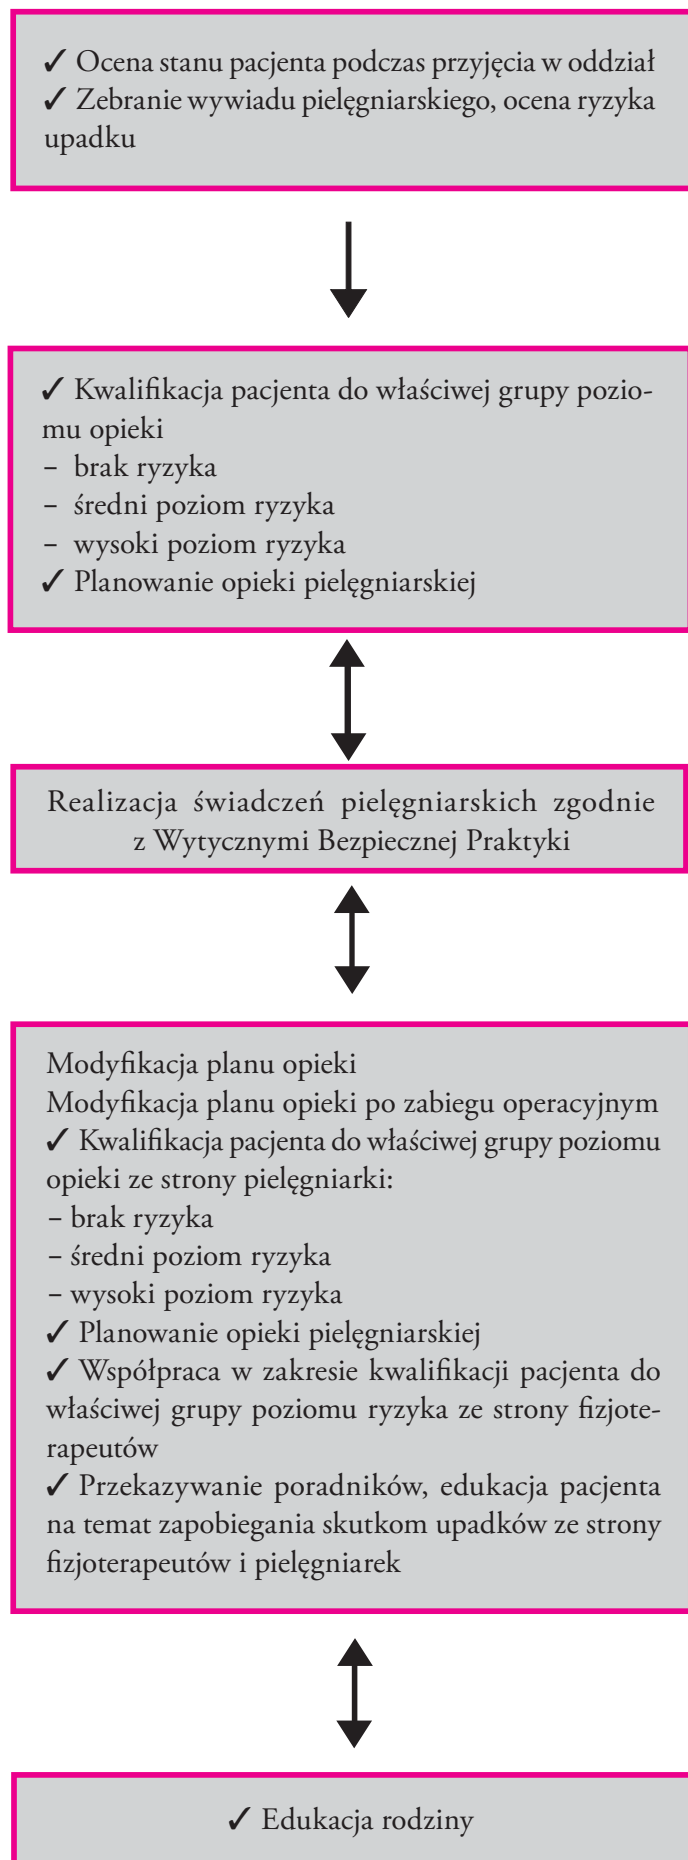 ✓ Ocena stanu pacjenta podczas przyjęcia w oddział
✓ Zebranie wywiadu pielęgniarskiego, ocena ryzyka
upadku
✓ Kwalifikacja pacjenta do właściwej grupy pozio-
mu opieki
– brak ryzyka
– średni poziom ryzyka
– wysoki poziom ryzyka
✓ Planowanie opieki pielęgniarskiej
Realizacja świadczeń pielęgniarskich zgodnie
z Wytycznymi Bezpiecznej Praktyki
Modyfikacja planu opieki
Modyfikacja planu opieki po zabiegu operacyjnym
✓ Kwalifikacja pacjenta do właściwej grupy poziomu
opieki ze strony pielęgniarki:
– brak ryzyka
– średni poziom ryzyka
– wysoki poziom ryzyka
✓ Planowanie opieki pielęgniarskiej
✓ Współpraca w zakresie kwalifikacji pacjenta do
właściwej grupy poziomu ryzyka ze strony fizjote-
rapeutów
✓ Przekazywanie poradników, edukacja pacjenta
na temat zapobiegania skutkom upadków ze strony
fizjoterapeutów i pielęgniarek
✓ Edukacja rodziny